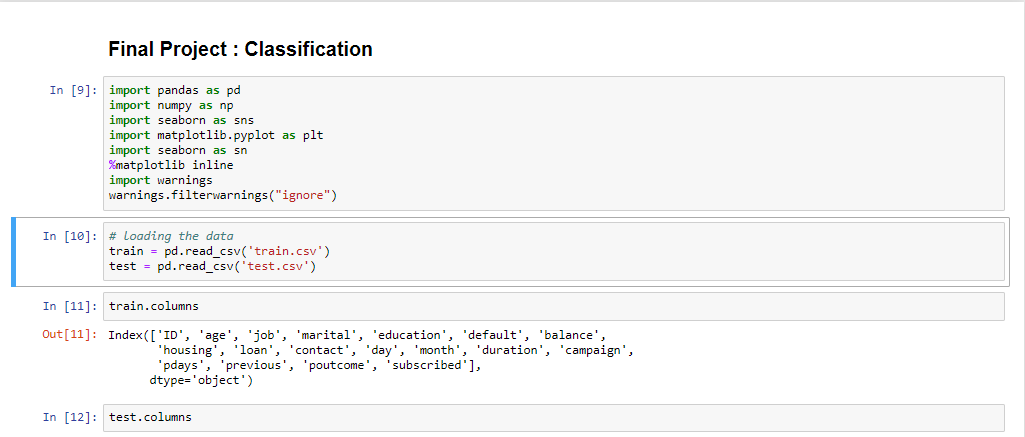 Final Project : Classification
In [9]: import pandas as pd
import numpy as np
import seaborn as sns
import matplotlib.pyplot as plt
import seaborn as sn
%matplotlib inline
import warnings
warnings.filterwarnings("ignore")
In [10]: # loading the data
train = pd.read_csv('train.csv')
test = pd.read_csv('test.csv')
In [11]: train.columns
Out[11]: Index(['ID', 'age', 'job', 'marital', 'education', 'default', 'balance',
'housing', 'loan', 'contact', 'day', 'month', 'duration', 'campaign',
'pdays', 'previous', 'poutcome', 'subscribed'],
dtype='object')
In [12]: test.columns